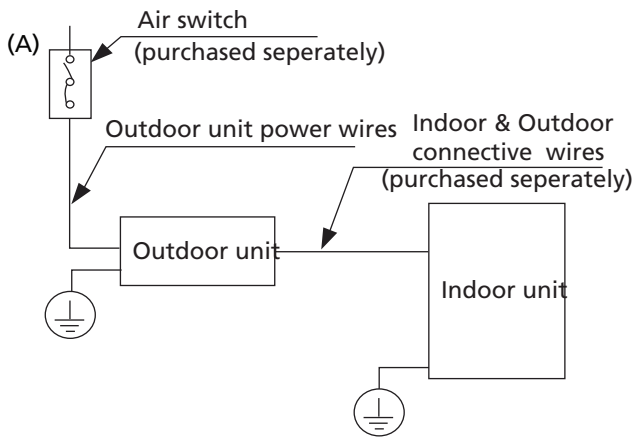 (A)
Air switch
(purchased seperately)
Outdoor unit power wires
Indoor & Outdoor
connective wires
(purchased seperately)
Outdoor unit
Indoor unit